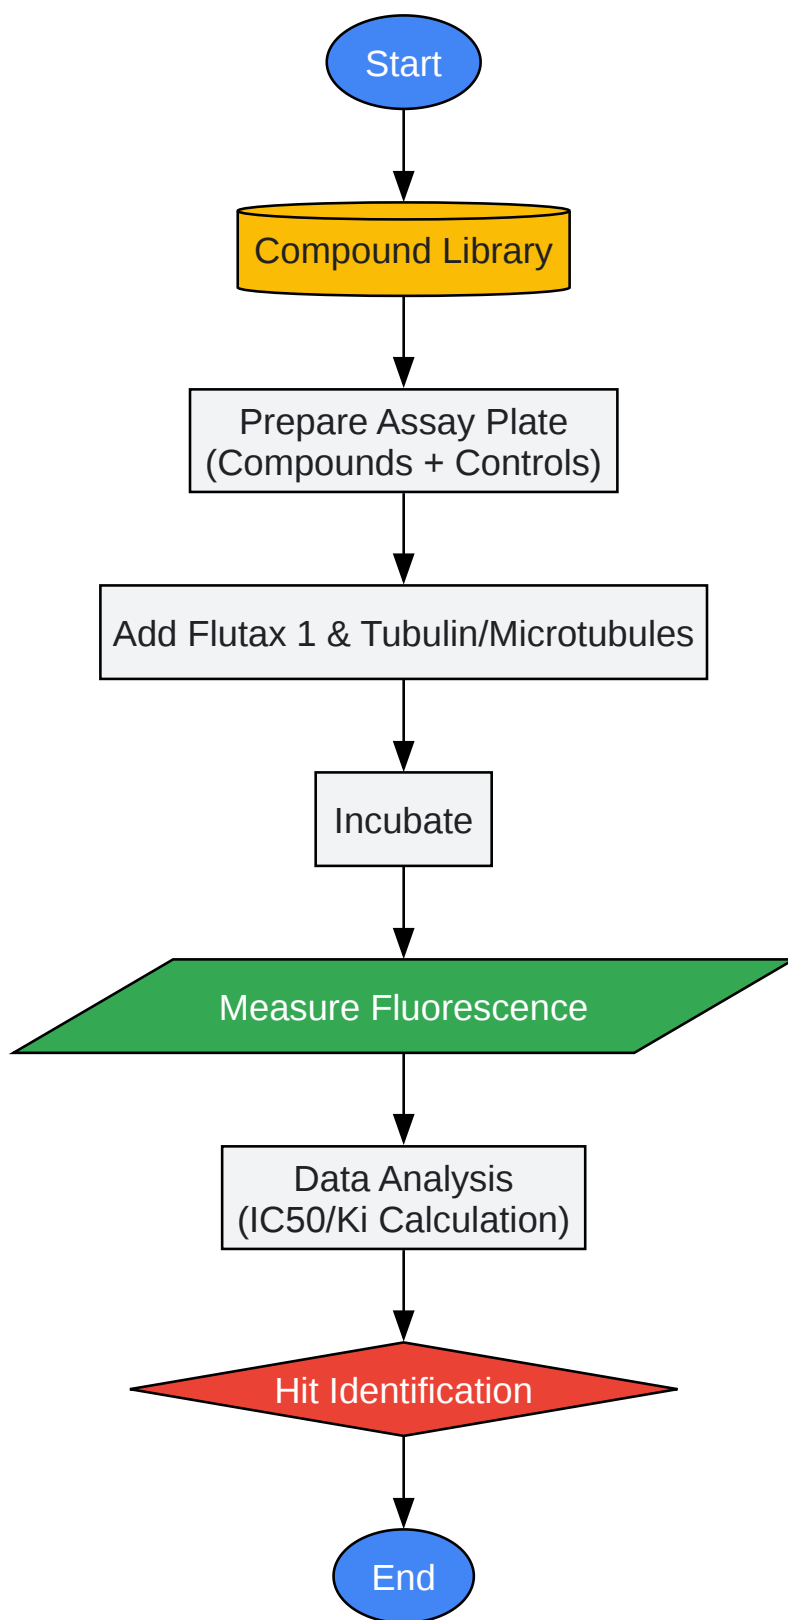 Start
Compound Library
Prepare Assay Plate
(Compounds + Controls)
Add Flutax 1 & Tubulin/Microtubules
Incubate
Measure Fluorescence
Data Analysis
(IC50/Ki Calculation)
Hit Identification
End